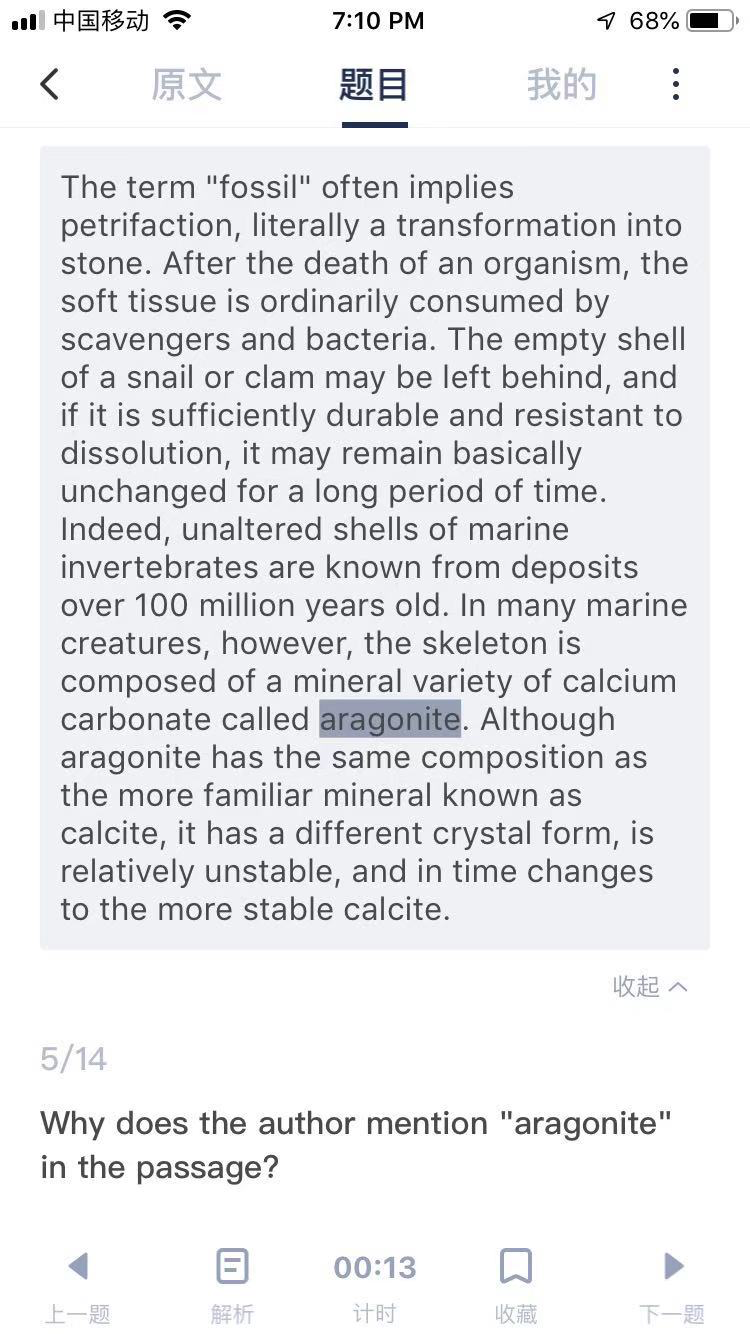 中国移动 7:10 PM 68%
原文 题目 我的
The term "fossil" often implies
petrifaction, literally a transformation into
stone. After the death of an organism, the
soft tissue is ordinarily consumed by
scavengers and bacteria. The empty shell
of a snail or clam may be left behind, and
if it is sufficiently durable and resistant to
dissolution, it may remain basically
unchanged for a long period of time.
Indeed, unaltered shells of marine
invertebrates are known from deposits
over 100 million years old. In many marine
creatures, however, the skeleton is
composed of a mineral variety of calcium
carbonate called aragonite. Although
aragonite has the same composition as
the more familiar mineral known as
calcite, it has a different crystal form, is
relatively unstable, and in time changes
to the more stable calcite.
收起
5/14
Why does the author mention "aragonite"
in the passage?
00:13
上一题 解析 计时 收藏 下一题